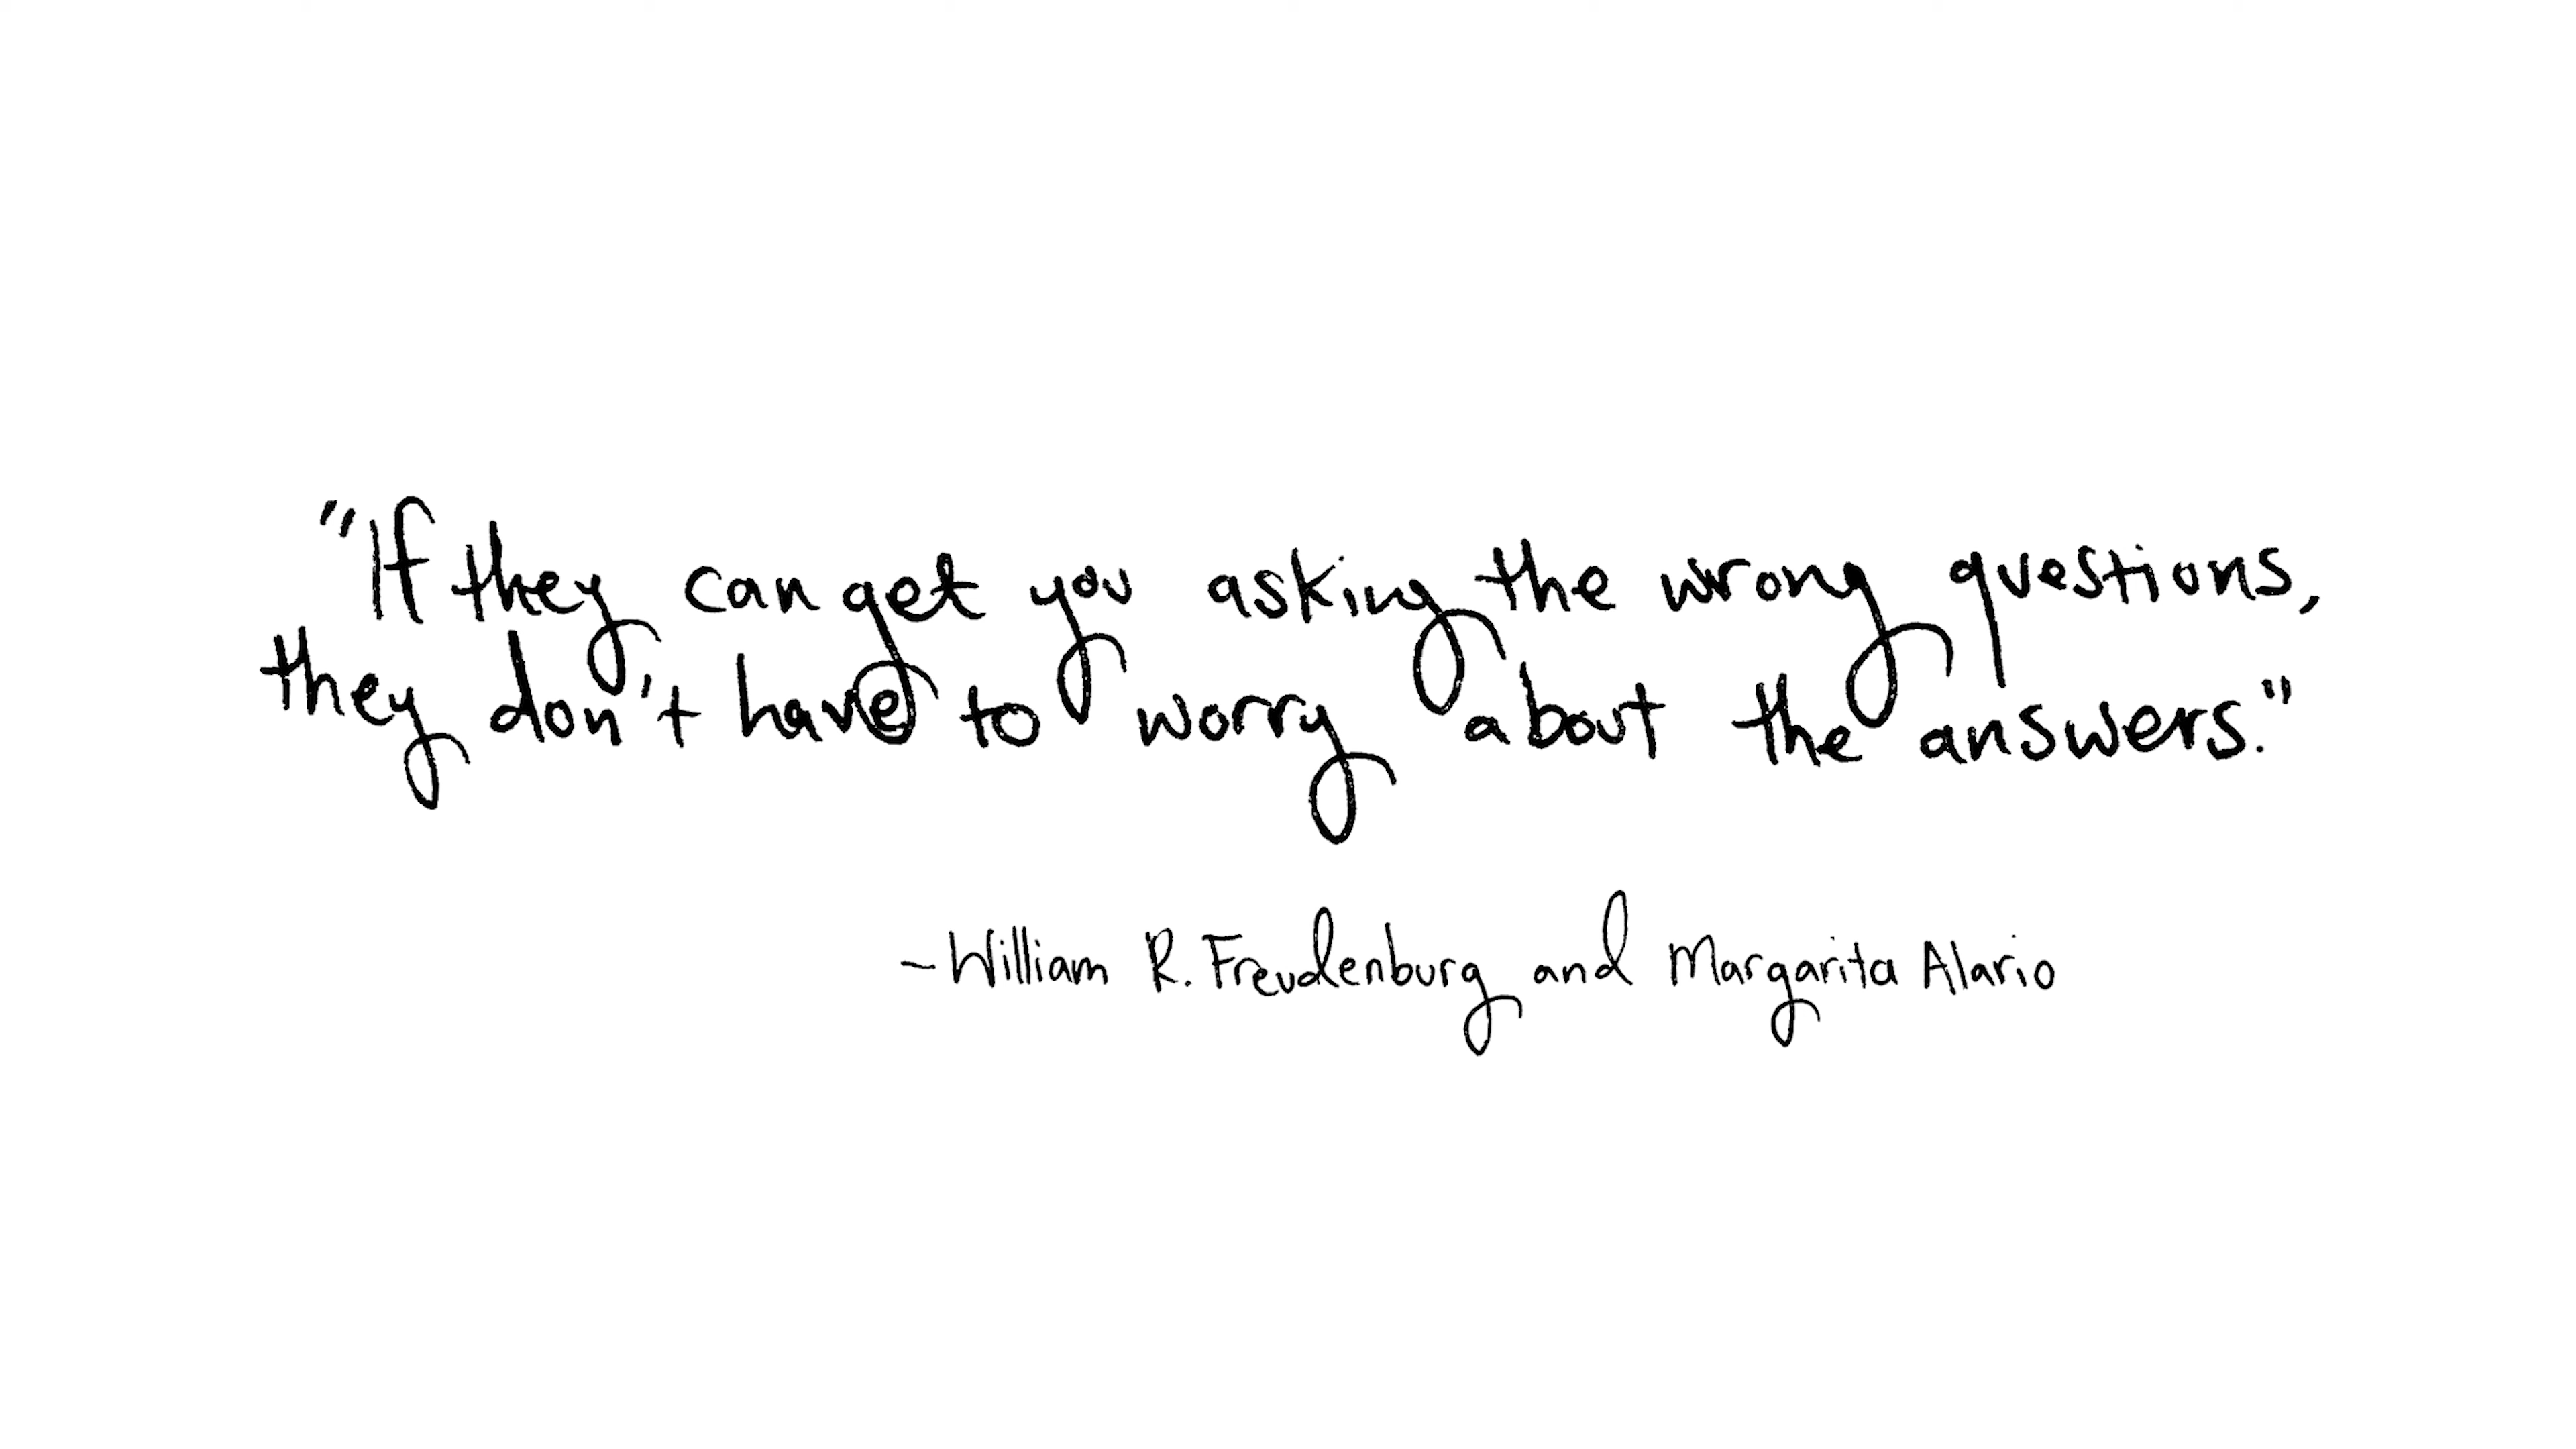 "If they can get you asking the wrong questions,
they don't have to worry about the answers."
-William R. Freudenburg and Margarita Alario